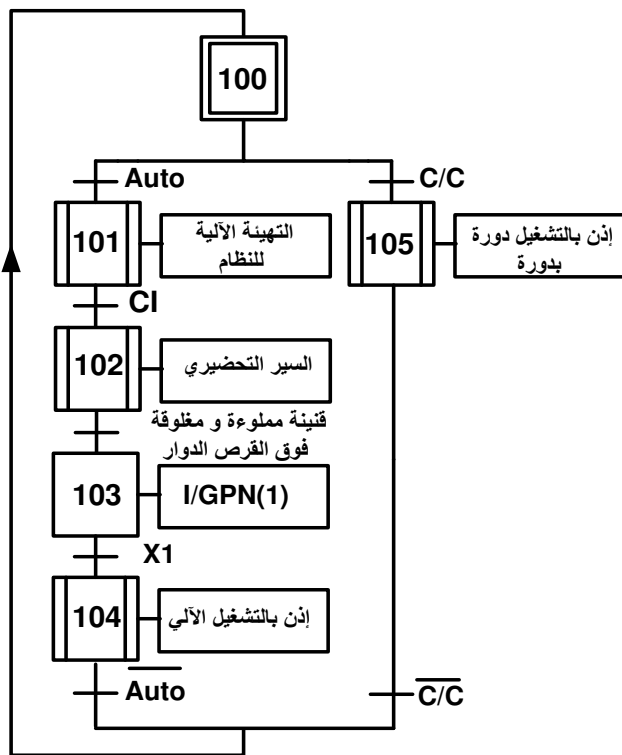 100
Auto
C/C
101
التهيئة الآلية
للنظام
105
إذن بالتشغيل دورة
بدورة
CI
102
السير التحضيري
قنينة مملوءة و مغلوقة
فوق القرص الدوار
103
I/GPN(1)
X1
104
إذن بالتشغيل الآلي
A̅u̅t̅o̅
C̅/̅C̅